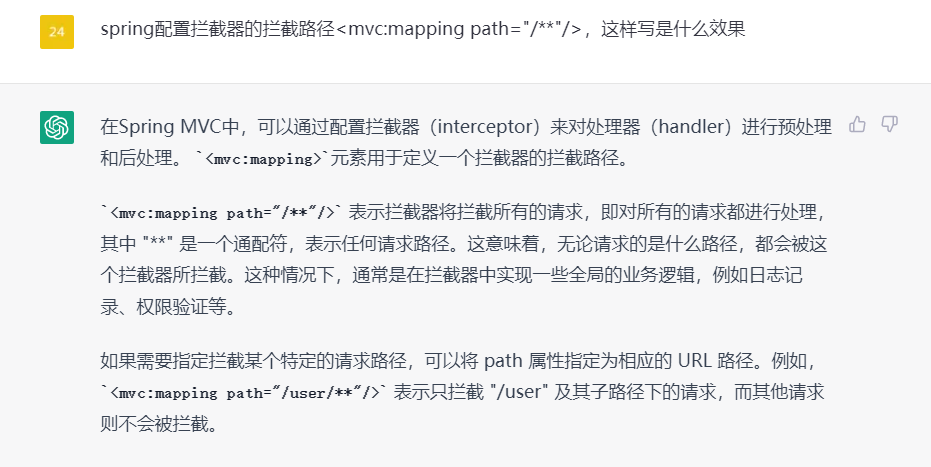 24
spring配置拦截器的拦截路径<mvc:mapping path="/**"/>，这样写是什么效果
在Spring MVC中，可以通过配置拦截器（interceptor）来对处理器（handler）进行预处理
和后处理。 `<mvc:mapping>`元素用于定义一个拦截器的拦截路径。
`<mvc:mapping path="/**"/>` 表示拦截器将拦截所有的请求，即对所有的请求都进行处理，
其中 "**" 是一个通配符，表示任何请求路径。这意味着，无论请求的是什么路径，都会被这
个拦截器所拦截。这种情况下，通常是在拦截器中实现一些全局的业务逻辑，例如日志记
录、权限验证等。
如果需要指定拦截某个特定的请求路径，可以将 path 属性指定为相应的 URL 路径。例如，
`<mvc:mapping path="/user/**"/>` 表示只拦截 "/user" 及其子路径下的请求，而其他请求
则不会被拦截。